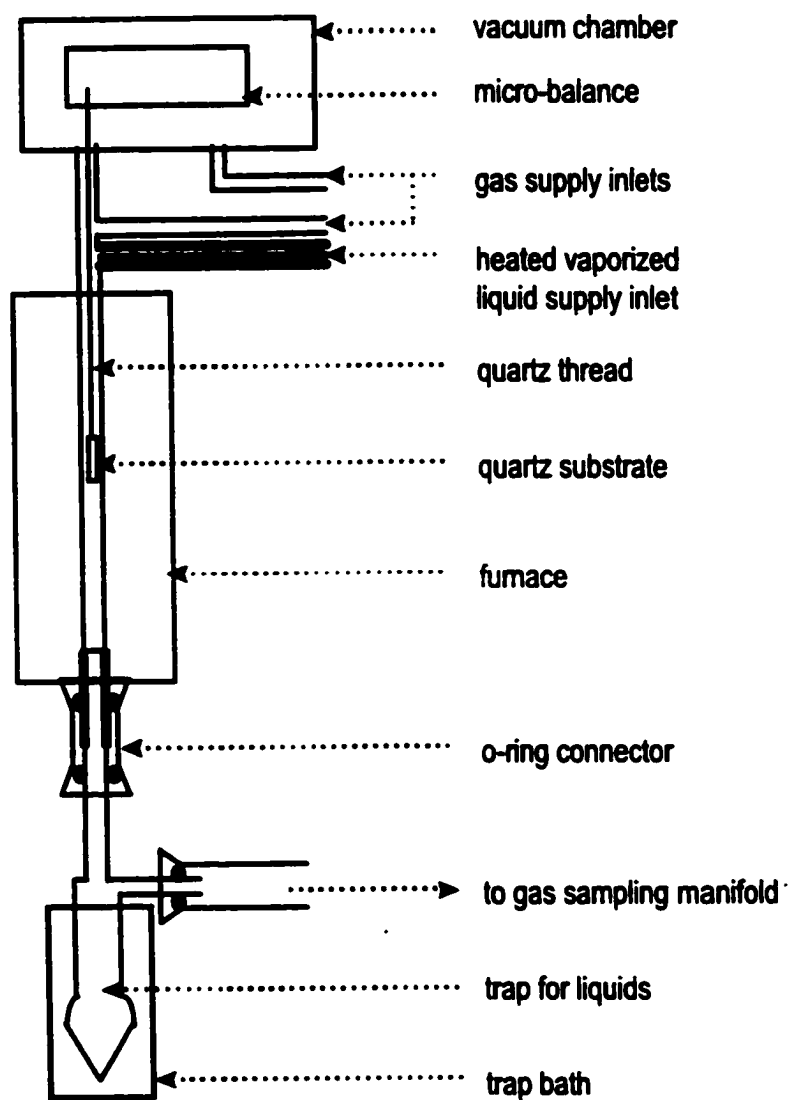 vacuum chamber
micro-balance
gas supply inlets
heated vaporized
liquid supply inlet
quartz thread
quartz substrate
furnace
o-ring connector
to gas sampling manifold
trap for liquids
trap bath